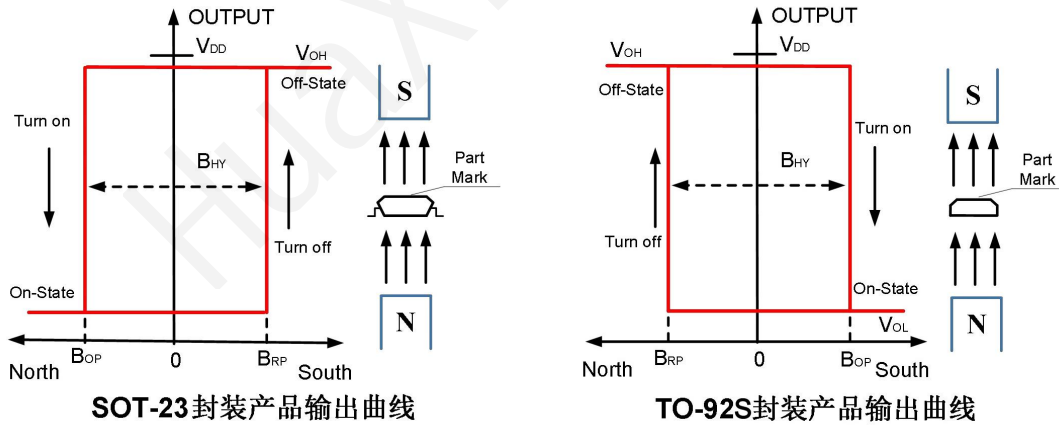 OUTPUT
VDD
VOH
Off-State
S
Turn on
BHY
Part
Mark
Turn off
On-State
N
BOP
0
BRP
North
South
SOT-23封装产品输出曲线
OUTPUT
VOH
VDD
Off-State
S
Turn on
BHY
Part
Mark
Turn off
On-State
VOL
N
BRP
0
BOP
North
South
TO-92S封装产品输出曲线